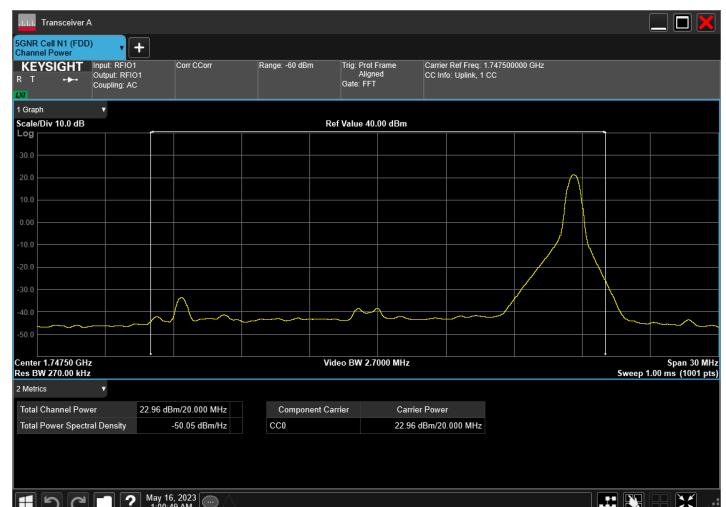 Transceiver A
5GNR Cell N1 (FDD)
Channel Power
KEYSIGHT
R T
LXI
Input: RFIO1
Output: RFIO1
Coupling: AC
Corr CCorr
Range: -60 dBm
Trig: Prot Frame
Aligned
Gate: FFT
Carrier Ref Freq: 1.747500000 GHz
CC Info: Uplink, 1 CC
1 Graph
Scale/Div 10.0 dB
Ref Value 40.00 dBm
Log
30.0
20.0
10.0
0.00
-10.0
-20.0
-30.0
-40.0
-50.0
Center 1.74750 GHz
Video BW 2.7000 MHz
Span 30 MHz
Res BW 270.00 kHz
Sweep 1.00 ms (1001 pts)
2 Metrics
Total Channel Power 22.96 dBm/20.000 MHz
Total Power Spectral Density -50.05 dBm/Hz
Component Carrier Carrier Power
CC0 22.96 dBm/20.000 MHz
?
May 16, 2023
1:00:49 AM